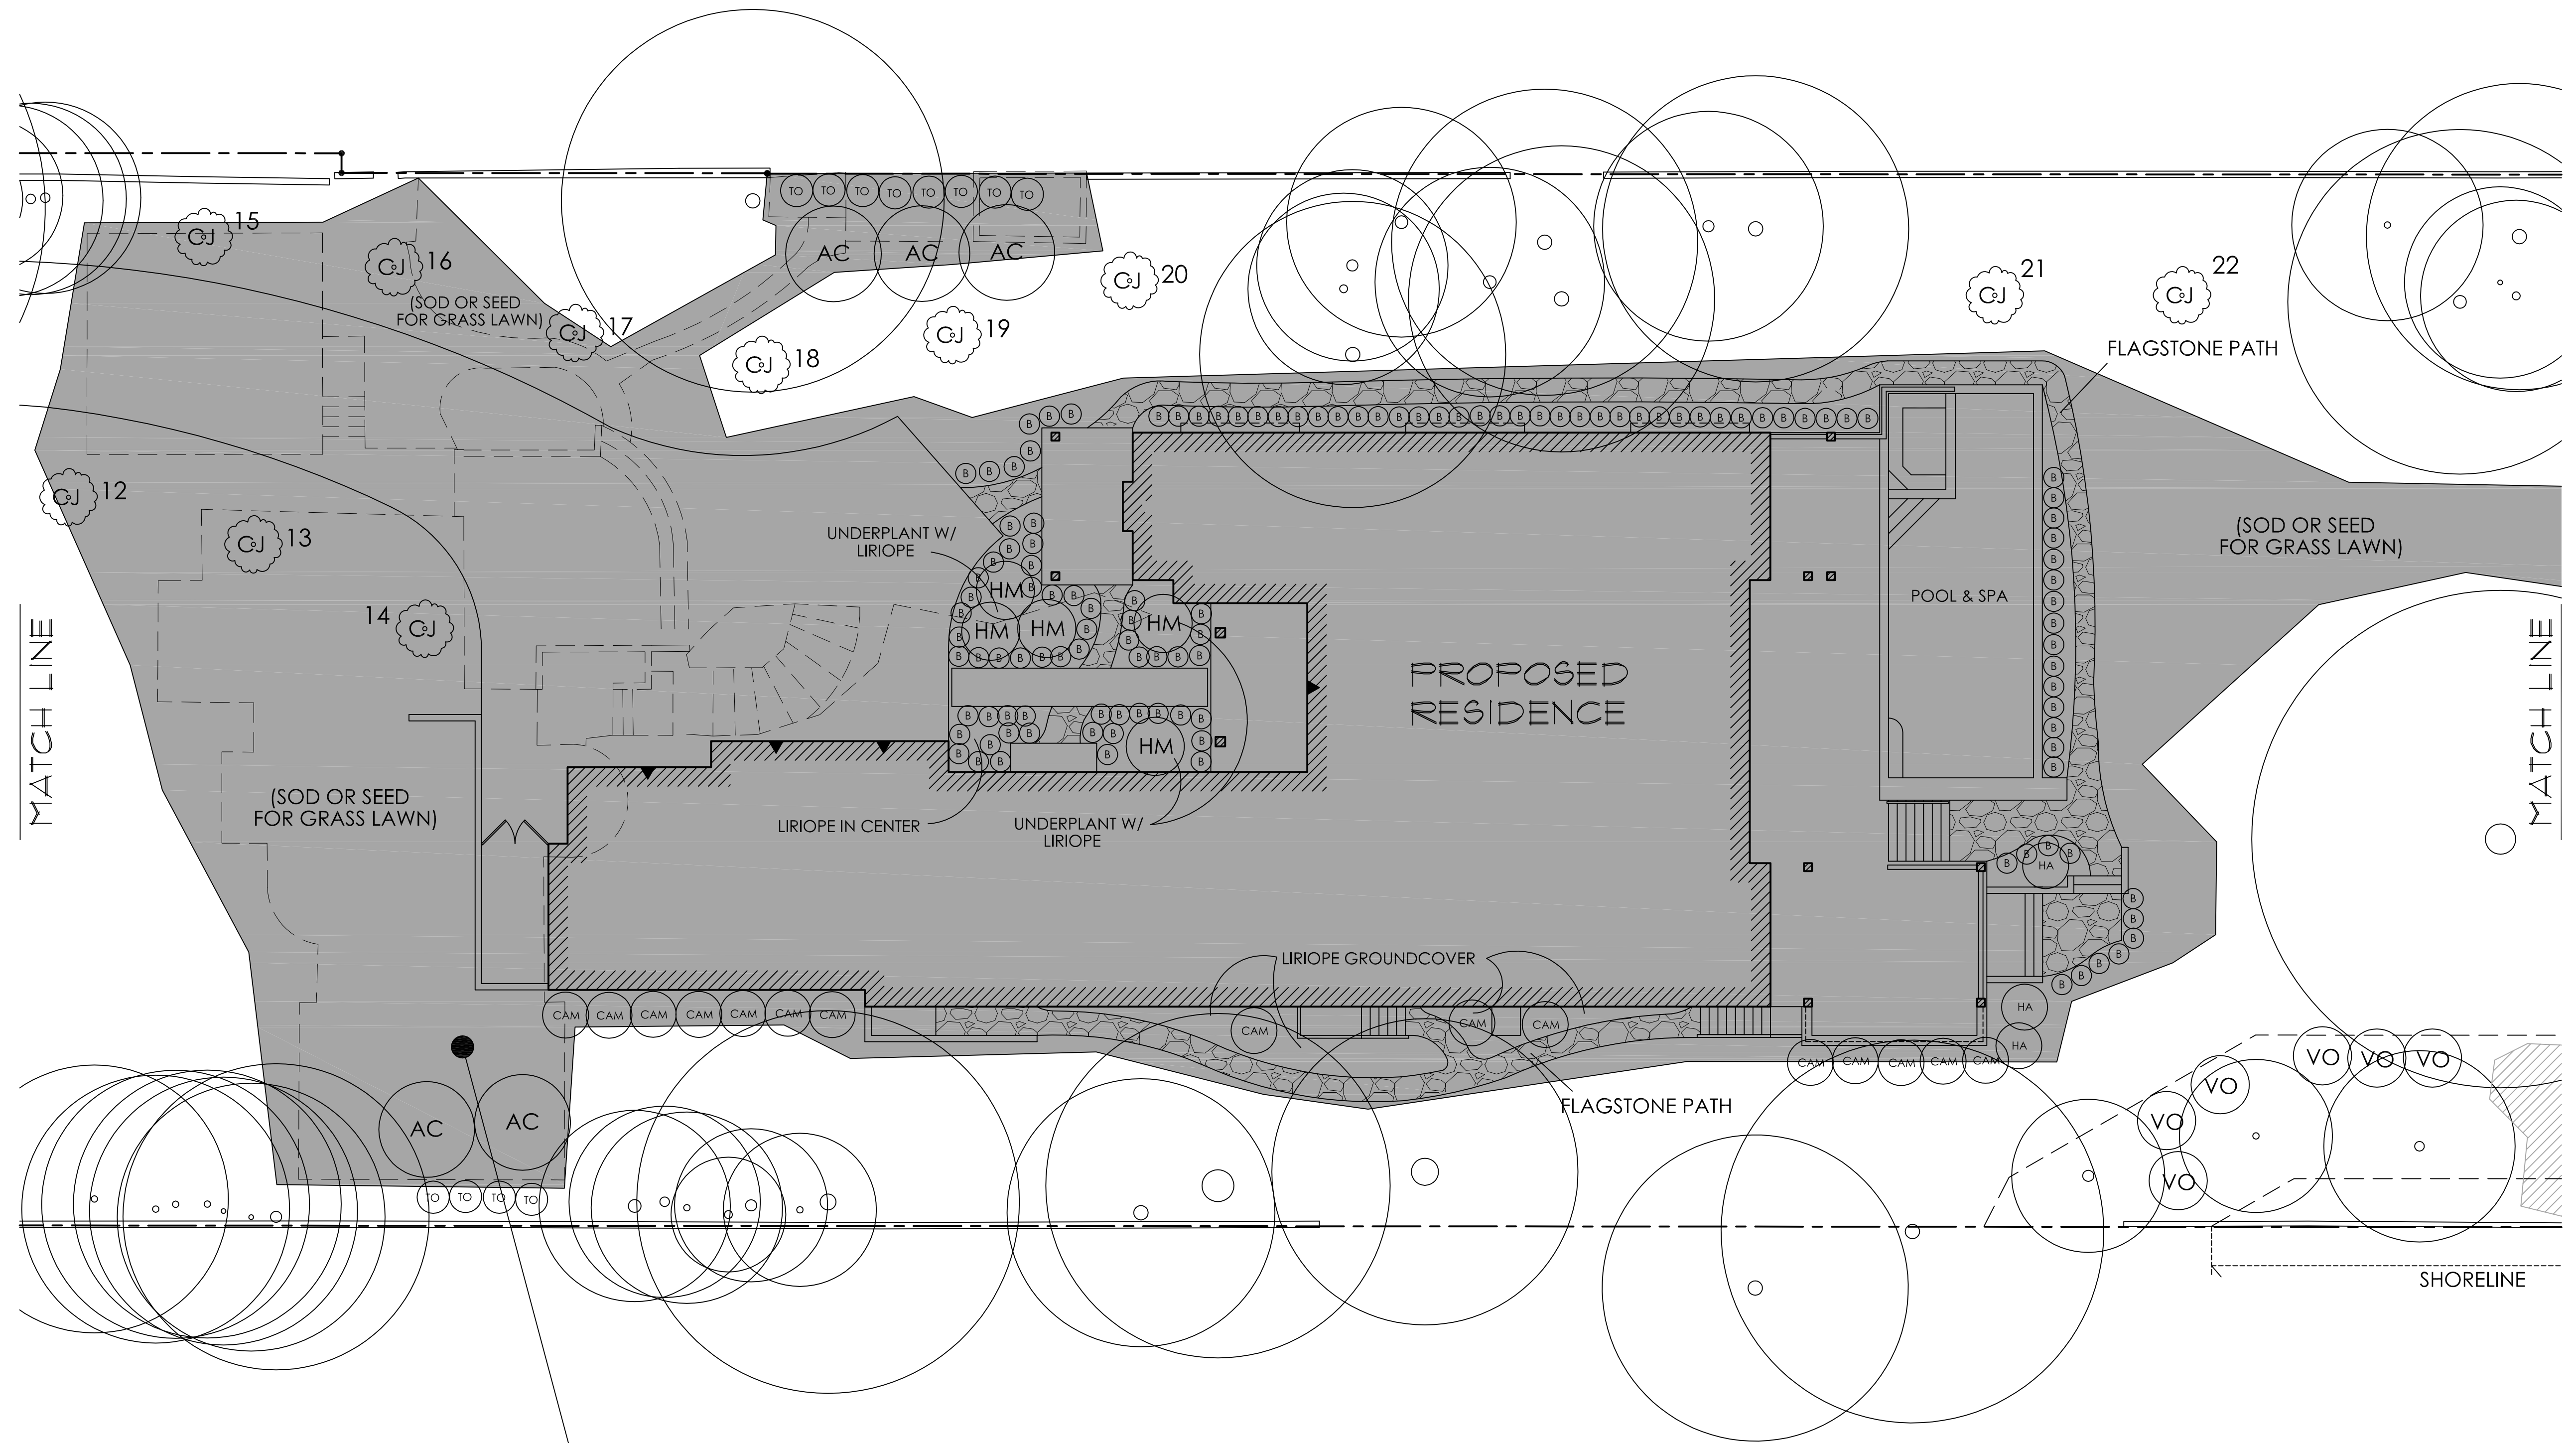 TO TO TO TO TO TO TO TO
CJ 15
AC AC AC
CJ 16
CJ 20
CJ 21
CJ 22
(SOD OR SEED
FOR GRASS LAWN)
CJ 17
CJ 19
CJ 18
FLAGSTONE PATH
B B B
B B B B B B B B B B B B B B B B B B B B B B B B B B B B B B B B B B B B
B B B B B
CJ 12
CJ 13
UNDERPLANT W/
LIRIOPE
(SOD OR SEED
FOR GRASS LAWN)
B B B B B B B B B B B B B B B
POOL & SPA
14 CJ
HM
HM HM HM
MATCH LINE
MATCH LINE
PROPOSED
RESIDENCE
HM
(SOD OR SEED
FOR GRASS LAWN)
LIRIOPE IN CENTER
UNDERPLANT W/
LIRIOPE
B B B B
HA
B B B B B B
LIRIOPE GROUNDCOVER
HA
CAM CAM CAM CAM CAM CAM CAM
CAM CAM CAM
HA
CAM CAM CAM CAM CAM
VO VO VO
VO
VO
VO
FLAGSTONE PATH
AC AC
TO TO TO TO
SHORELINE